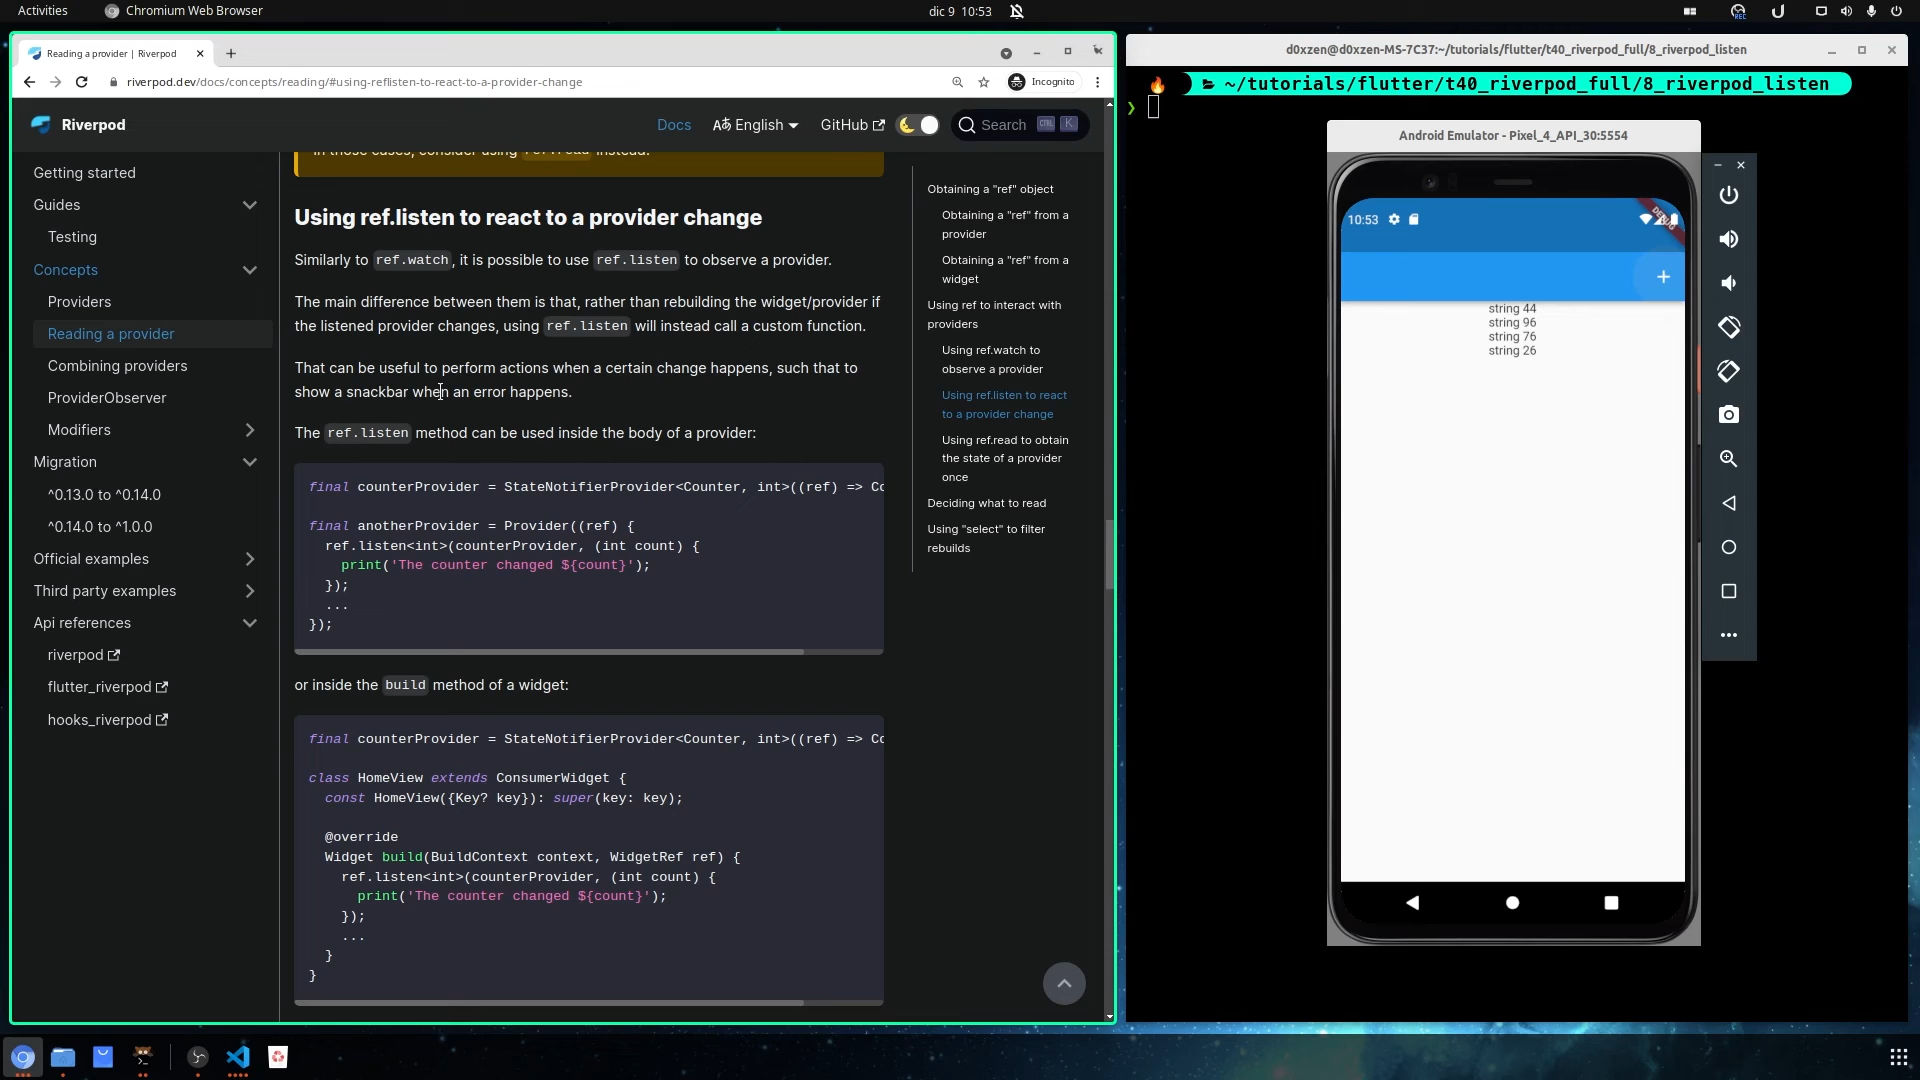 Activities
Chromium Web Browser
dic 9 10:53
REC
Reading a provider | Riverpod
riverpod.dev/docs/concepts/reading/#using-reflisten-to-react-to-a-provider-change
Incognito
Riverpod
Docs
English
GitHub
Search
CTRL K
Getting started
Guides
Testing
Concepts
Providers
Reading a provider
Combining providers
ProviderObserver
Modifiers
Migration
^0.13.0 to ^0.14.0
^0.14.0 to ^1.0.0
Official examples
Third party examples
Api references
riverpod
flutter_riverpod
hooks_riverpod
In those cases, consider using ref.read instead.
Using ref.listen to react to a provider change
Similarly to ref.watch, it is possible to use ref.listen to observe a provider.
The main difference between them is that, rather than rebuilding the widget/provider if
the listened provider changes, using ref.listen will instead call a custom function.
That can be useful to perform actions when a certain change happens, such that to
show a snackbar when an error happens.
The ref.listen method can be used inside the body of a provider:
final counterProvider = StateNotifierProvider<Counter, int>((ref) => Co
final anotherProvider = Provider((ref) {
ref.listen<int>(counterProvider, (int count) {
print('The counter changed ${count}');
});
...
});
or inside the build method of a widget:
final counterProvider = StateNotifierProvider<Counter, int>((ref) => Co
class HomeView extends ConsumerWidget {
const HomeView({Key? key}): super(key: key);
@override
Widget build(BuildContext context, WidgetRef ref) {
ref.listen<int>(counterProvider, (int count) {
print('The counter changed ${count}');
});
...
}
}
Obtaining a "ref" object
Obtaining a "ref" from a
provider
Obtaining a "ref" from a
widget
Using ref to interact with
providers
Using ref.watch to
observe a provider
Using ref.listen to react
to a provider change
Using ref.read to obtain
the state of a provider
once
Deciding what to read
Using "select" to filter
rebuilds
d0xzen@d0xzen-MS-7C37:~/tutorials/flutter/t40_riverpod_full/8_riverpod_listen
~/tutorials/flutter/t40_riverpod_full/8_riverpod_listen
Android Emulator - Pixel_4_API_30:5554
10:53
DEBUG
string 44
string 96
string 76
string 26